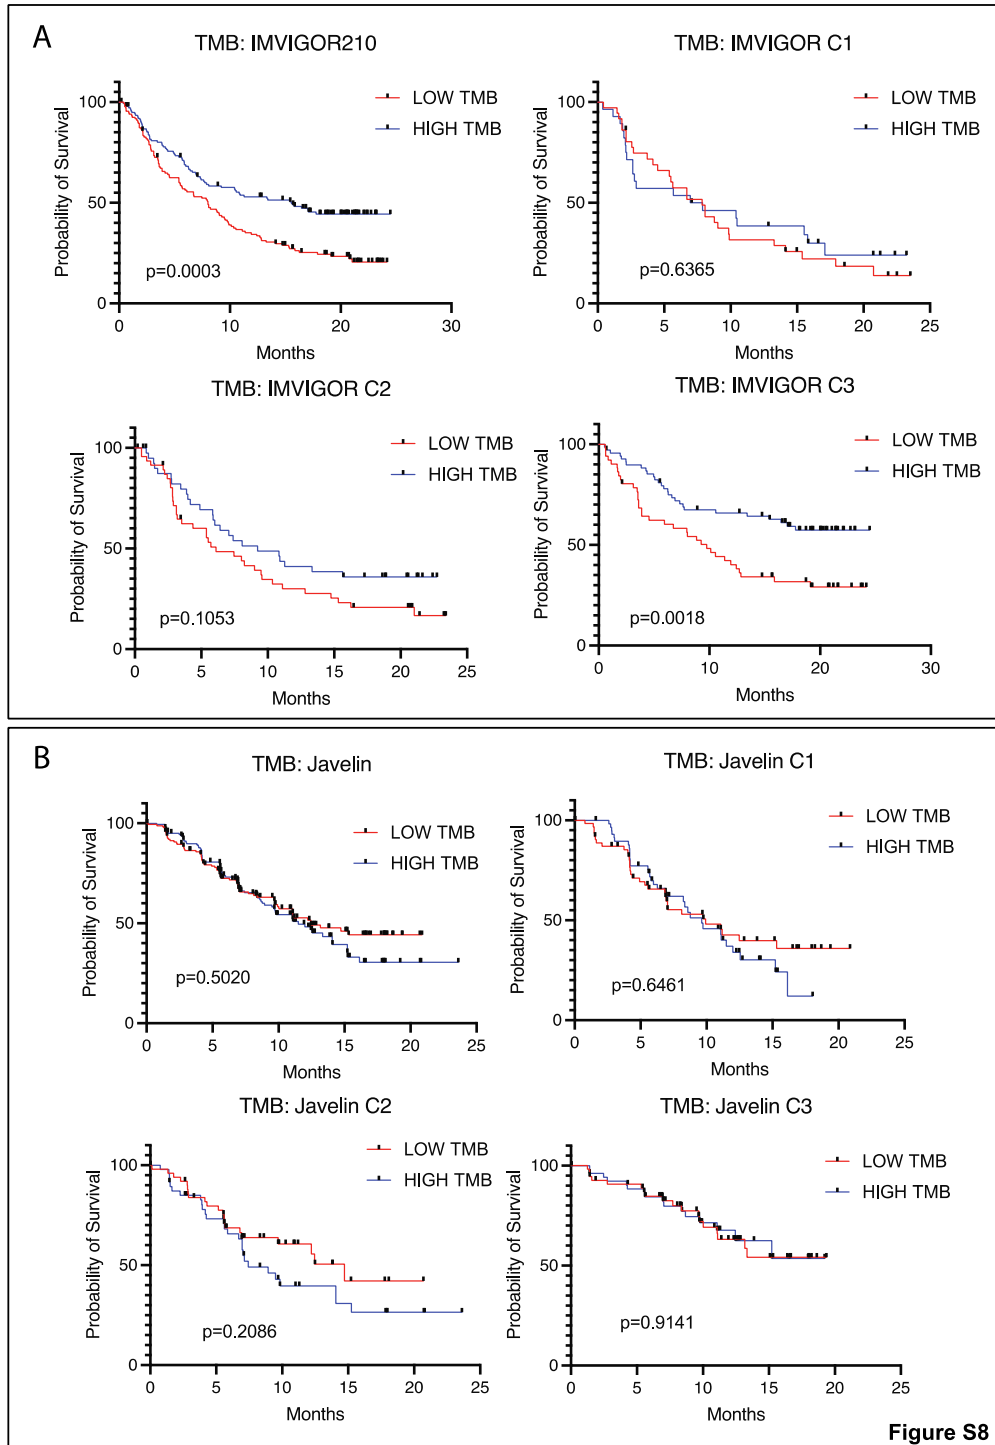 A
TMB: IMVIGOR210
LOW TMB
HIGH TMB
Probability of Survival
100
50
0
p=0.0003
0 10 20 30
Months
TMB: IMVIGOR C1
LOW TMB
HIGH TMB
Probability of Survival
100
50
0
p=0.6365
0 5 10 15 20 25
Months
TMB: IMVIGOR C2
LOW TMB
HIGH TMB
Probability of Survival
100
50
0
p=0.1053
0 5 10 15 20 25
Months
TMB: IMVIGOR C3
LOW TMB
HIGH TMB
Probability of Survival
100
50
0
p=0.0018
0 10 20 30
Months
B
TMB: Javelin
LOW TMB
HIGH TMB
Probability of Survival
100
50
0
p=0.5020
0 5 10 15 20 25
Months
TMB: Javelin C1
LOW TMB
HIGH TMB
Probability of Survival
100
50
0
p=0.6461
0 5 10 15 20 25
Months
TMB: Javelin C2
LOW TMB
HIGH TMB
Probability of Survival
100
50
0
p=0.2086
0 5 10 15 20 25
Months
TMB: Javelin C3
LOW TMB
HIGH TMB
Probability of Survival
100
50
0
p=0.9141
0 5 10 15 20 25
Months
Figure S8